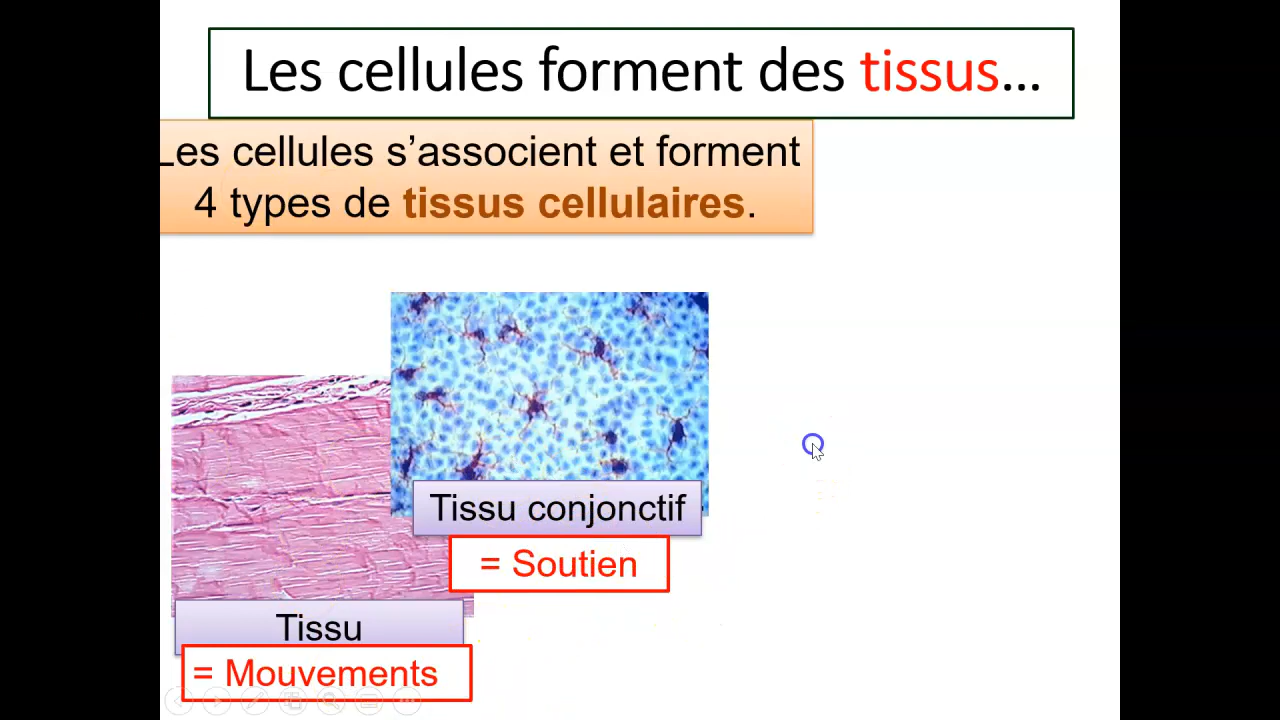 Les cellules forment des tissus...
Les cellules s'associent et forment
4 types de tissus cellulaires.
Tissu conjonctif
= Soutien
Tissu
= Mouvements